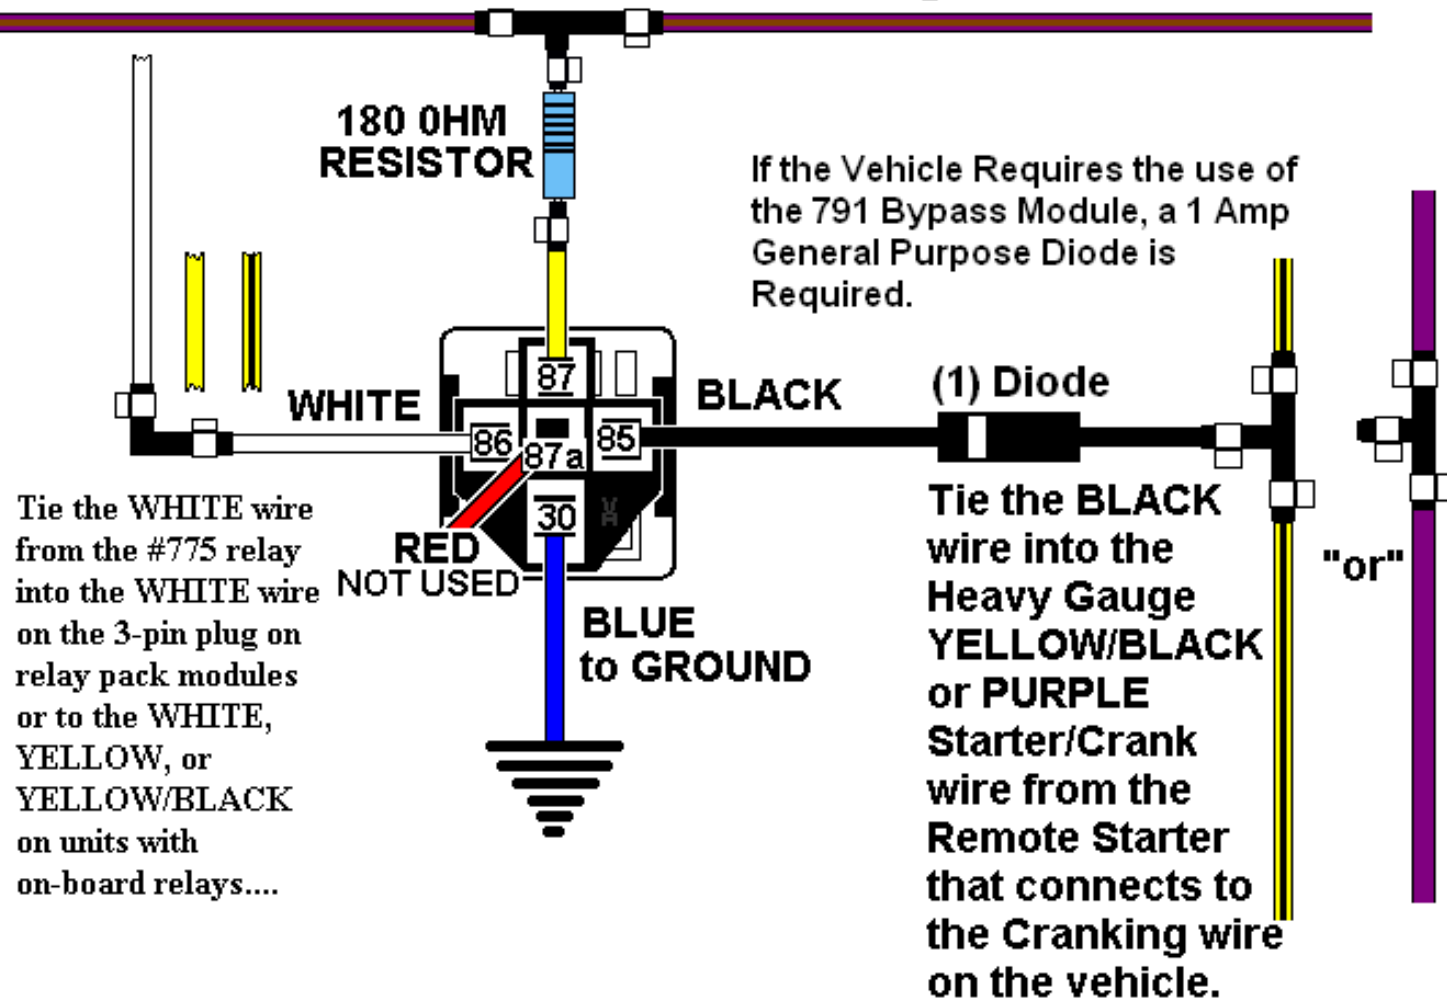 180 0HM
RESISTOR
If the Vehicle Requires the use of
the 791 Bypass Module, a 1 Amp
General Purpose Diode is
Required.
WHITE
87
BLACK
(1) Diode
86
85
87a
30
RED
NOT USED
BLUE
to GROUND
Tie the WHITE wire
from the #775 relay
into the WHITE wire
on the 3-pin plug on
relay pack modules
or to the WHITE,
YELLOW, or
YELLOW/BLACK
on units with
on-board relays....
Tie the BLACK
wire into the
Heavy Gauge
YELLOW/BLACK
or PURPLE
Starter/Crank
wire from the
Remote Starter
that connects to
the Cranking wire
on the vehicle.
"or"